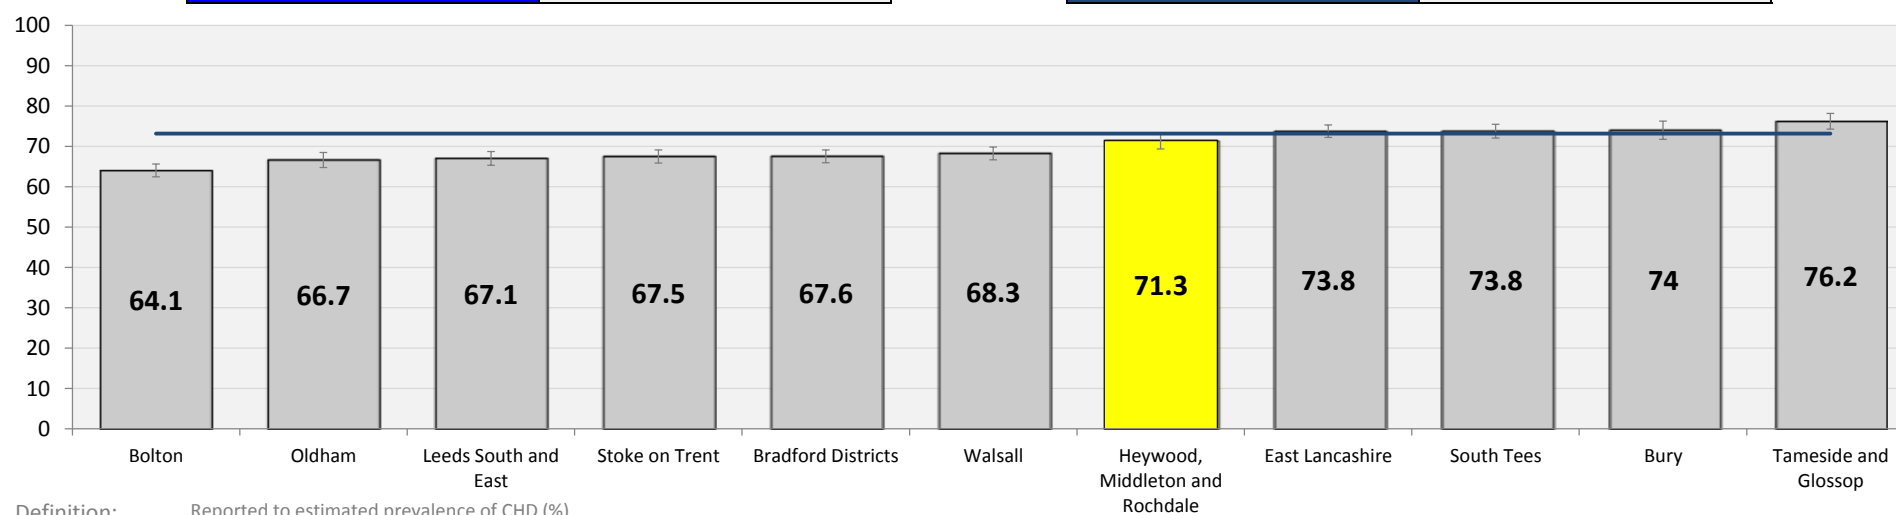 100
90
80
70
60
50
40
30
20
10
0
64.1
66.7
67.1
67.5
67.6
68.3
71.3
73.8
73.8
74
76.2
Bolton
Oldham
Leeds South and
East
Stoke on Trent
Bradford Districts
Walsall
Heywood,
Middleton and
Rochdale
East Lancashire
South Tees
Bury
Tameside and
Glossop
Definition: Reported to estimated prevalence of CHD (%)